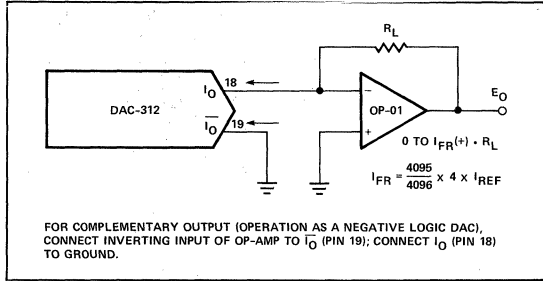 R_L
I_O 18
DAC-312
I̅_O̅ 19
−
OP-01
+
E_O
0 TO I_FR(+) • R_L
I_FR = 4095/4096 x 4 x I_REF
FOR COMPLEMENTARY OUTPUT (OPERATION AS A NEGATIVE LOGIC DAC),
CONNECT INVERTING INPUT OF OP-AMP TO I̅_O̅ (PIN 19); CONNECT I_O (PIN 18)
TO GROUND.